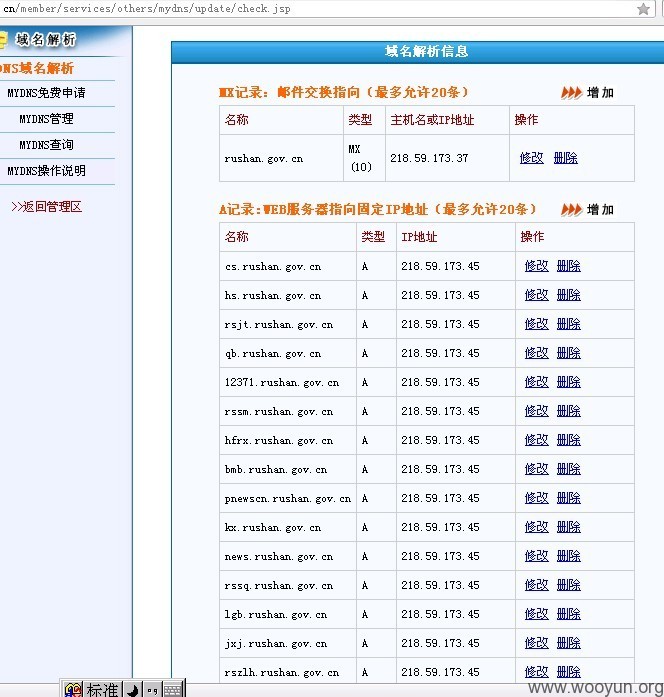 cn/member/services/others/mydns/update/check.jsp
域名解析
DNS域名解析
MYDNS免费申请
MYDNS管理
MYDNS查询
MYDNS操作说明
>>返回管理区
域名解析信息
MX记录：邮件交换指向（最多允许20条） 增加
名称 类型 主机名或IP地址 操作
rushan.gov.cn MX (10) 218.59.173.37 修改 删除
A记录:WEB服务器指向固定IP地址（最多允许20条） 增加
名称 类型 IP地址 操作
cs.rushan.gov.cn A 218.59.173.45 修改 删除
hs.rushan.gov.cn A 218.59.173.45 修改 删除
rsjt.rushan.gov.cn A 218.59.173.45 修改 删除
qb.rushan.gov.cn A 218.59.173.45 修改 删除
12371.rushan.gov.cn A 218.59.173.45 修改 删除
rssm.rushan.gov.cn A 218.59.173.45 修改 删除
hfrx.rushan.gov.cn A 218.59.173.45 修改 删除
bmb.rushan.gov.cn A 218.59.173.45 修改 删除
pnewscn.rushan.gov.cn A 218.59.173.45 修改 删除
kx.rushan.gov.cn A 218.59.173.45 修改 删除
news.rushan.gov.cn A 218.59.173.45 修改 删除
rssq.rushan.gov.cn A 218.59.173.45 修改 删除
lgb.rushan.gov.cn A 218.59.173.45 修改 删除
jxj.rushan.gov.cn A 218.59.173.45 修改 删除
rszlh.rushan.gov.cn A 218.59.173.45 修改 删除
标准
www.wooyun.org